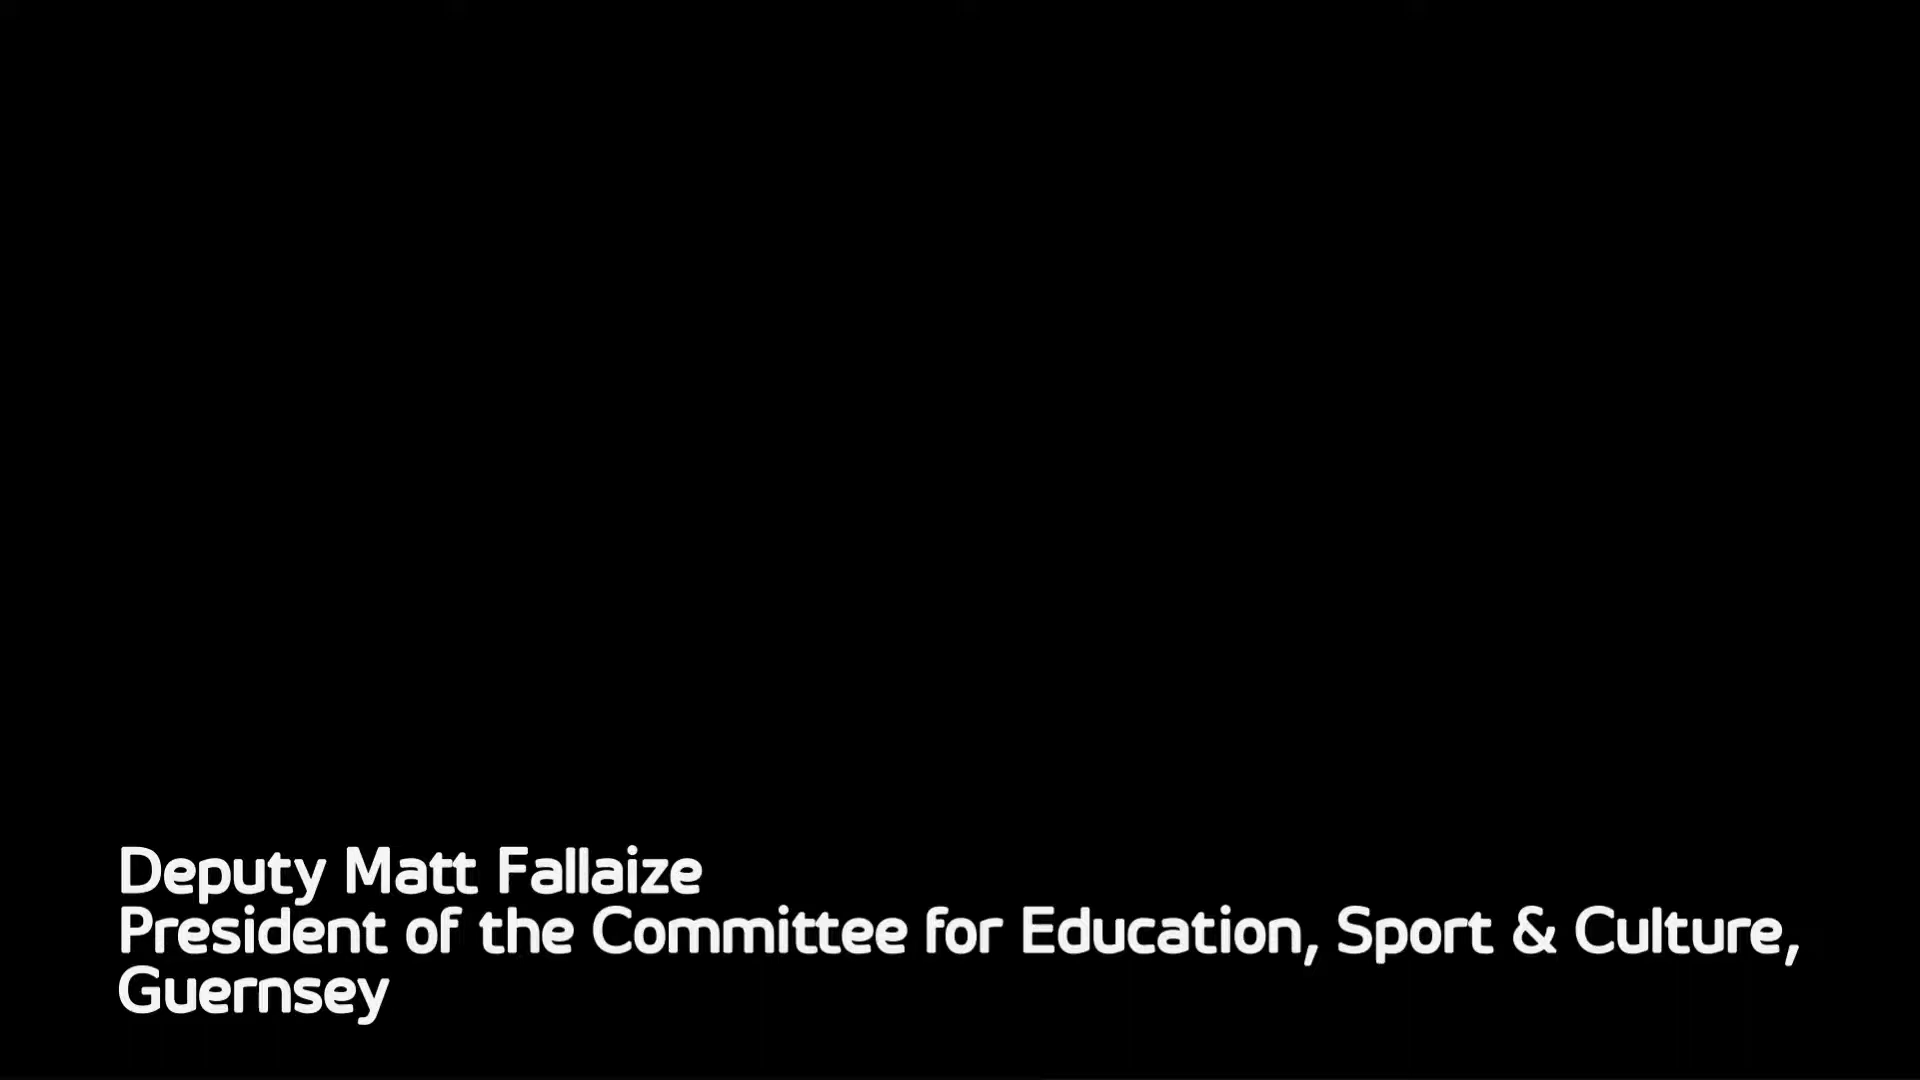 Deputy Matt Fallaize
President of the Committee for Education, Sport & Culture,
Guernsey